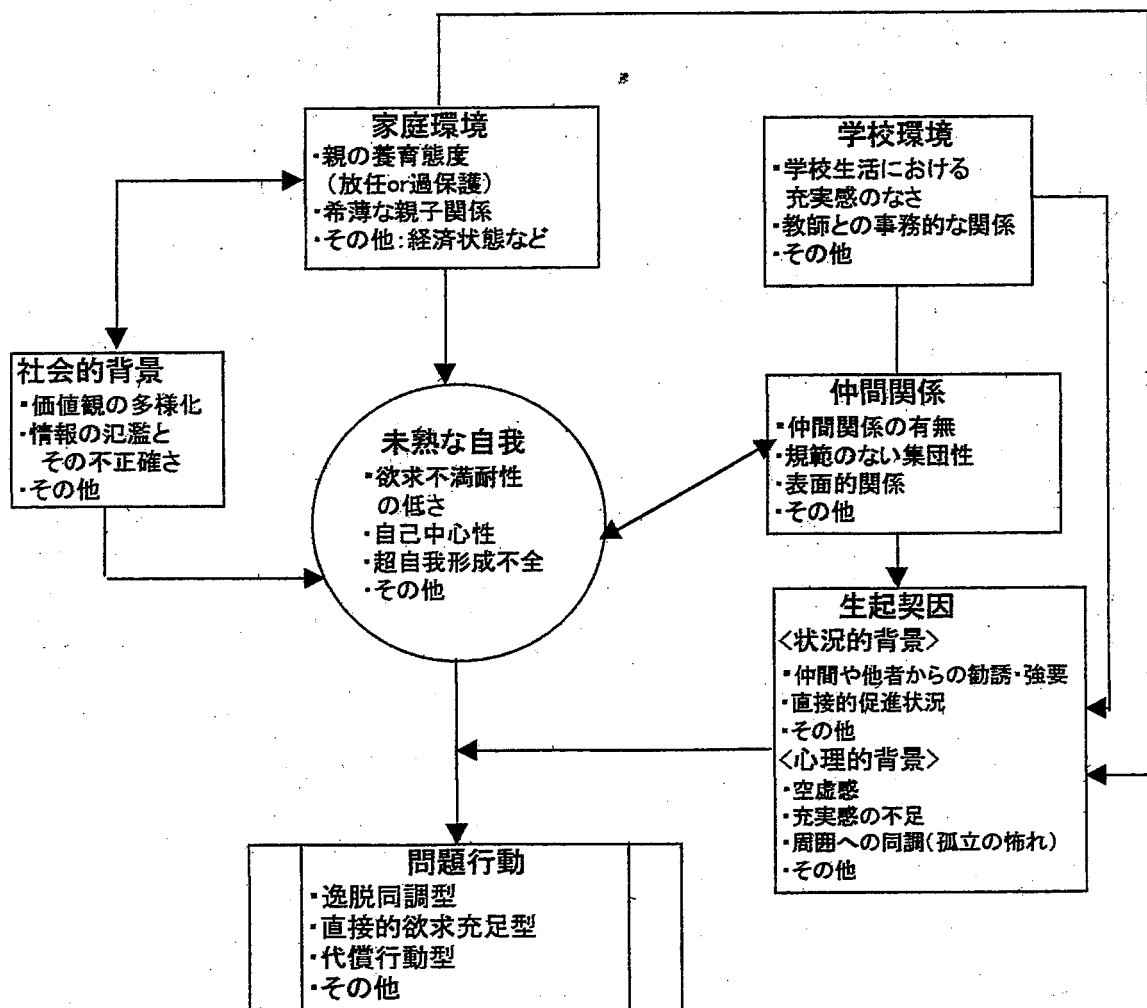 家庭環境
・親の養育態度
(放任or過保護)
・希薄な親子関係
・その他:経済状態など
学校環境
・学校生活における
充実感のなさ
・教師との事務的な関係
・その他
社会的背景
・価値観の多様化
・情報の氾濫と
その不正確さ
・その他
未熟な自我
・欲求不満耐性
の低さ
・自己中心性
・超自我形成不全
・その他
仲間関係
・仲間関係の有無
・規範のない集団性
・表面的関係
・その他
生起契因
<状況的背景>
・仲間や他者からの勧誘・強要
・直接的促進状況
・その他
<心理的背景>
・空虚感
・充実感の不足
・周囲への同調(孤立の怖れ)
・その他
問題行動
・逸脱同調型
・直接的欲求充足型
・代償行動型
・その他